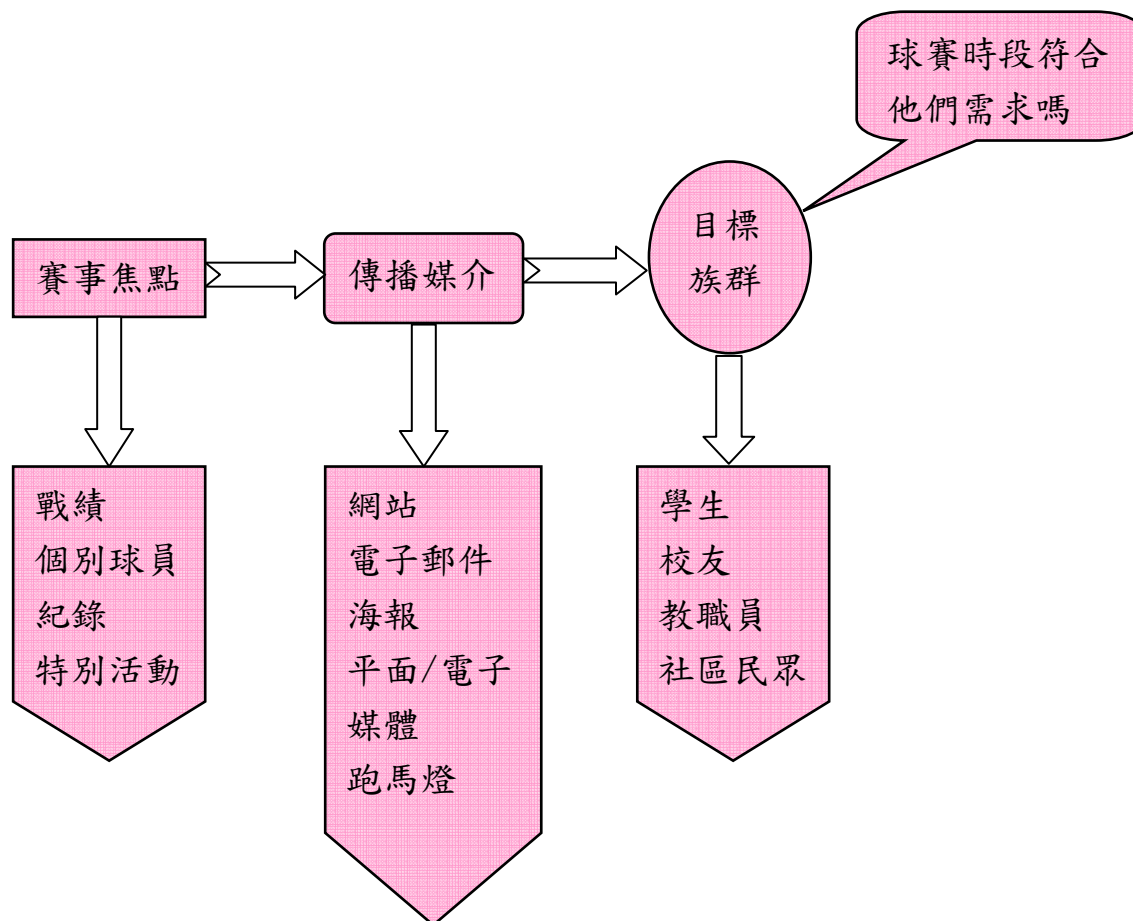 球賽時段符合
他們需求嗎
目標
族群
賽事焦點
傳播媒介
戰績
個別球員
紀錄
特別活動
網站
電子郵件
海報
平面/電子
媒體
跑馬燈
學生
校友
教職員
社區民眾